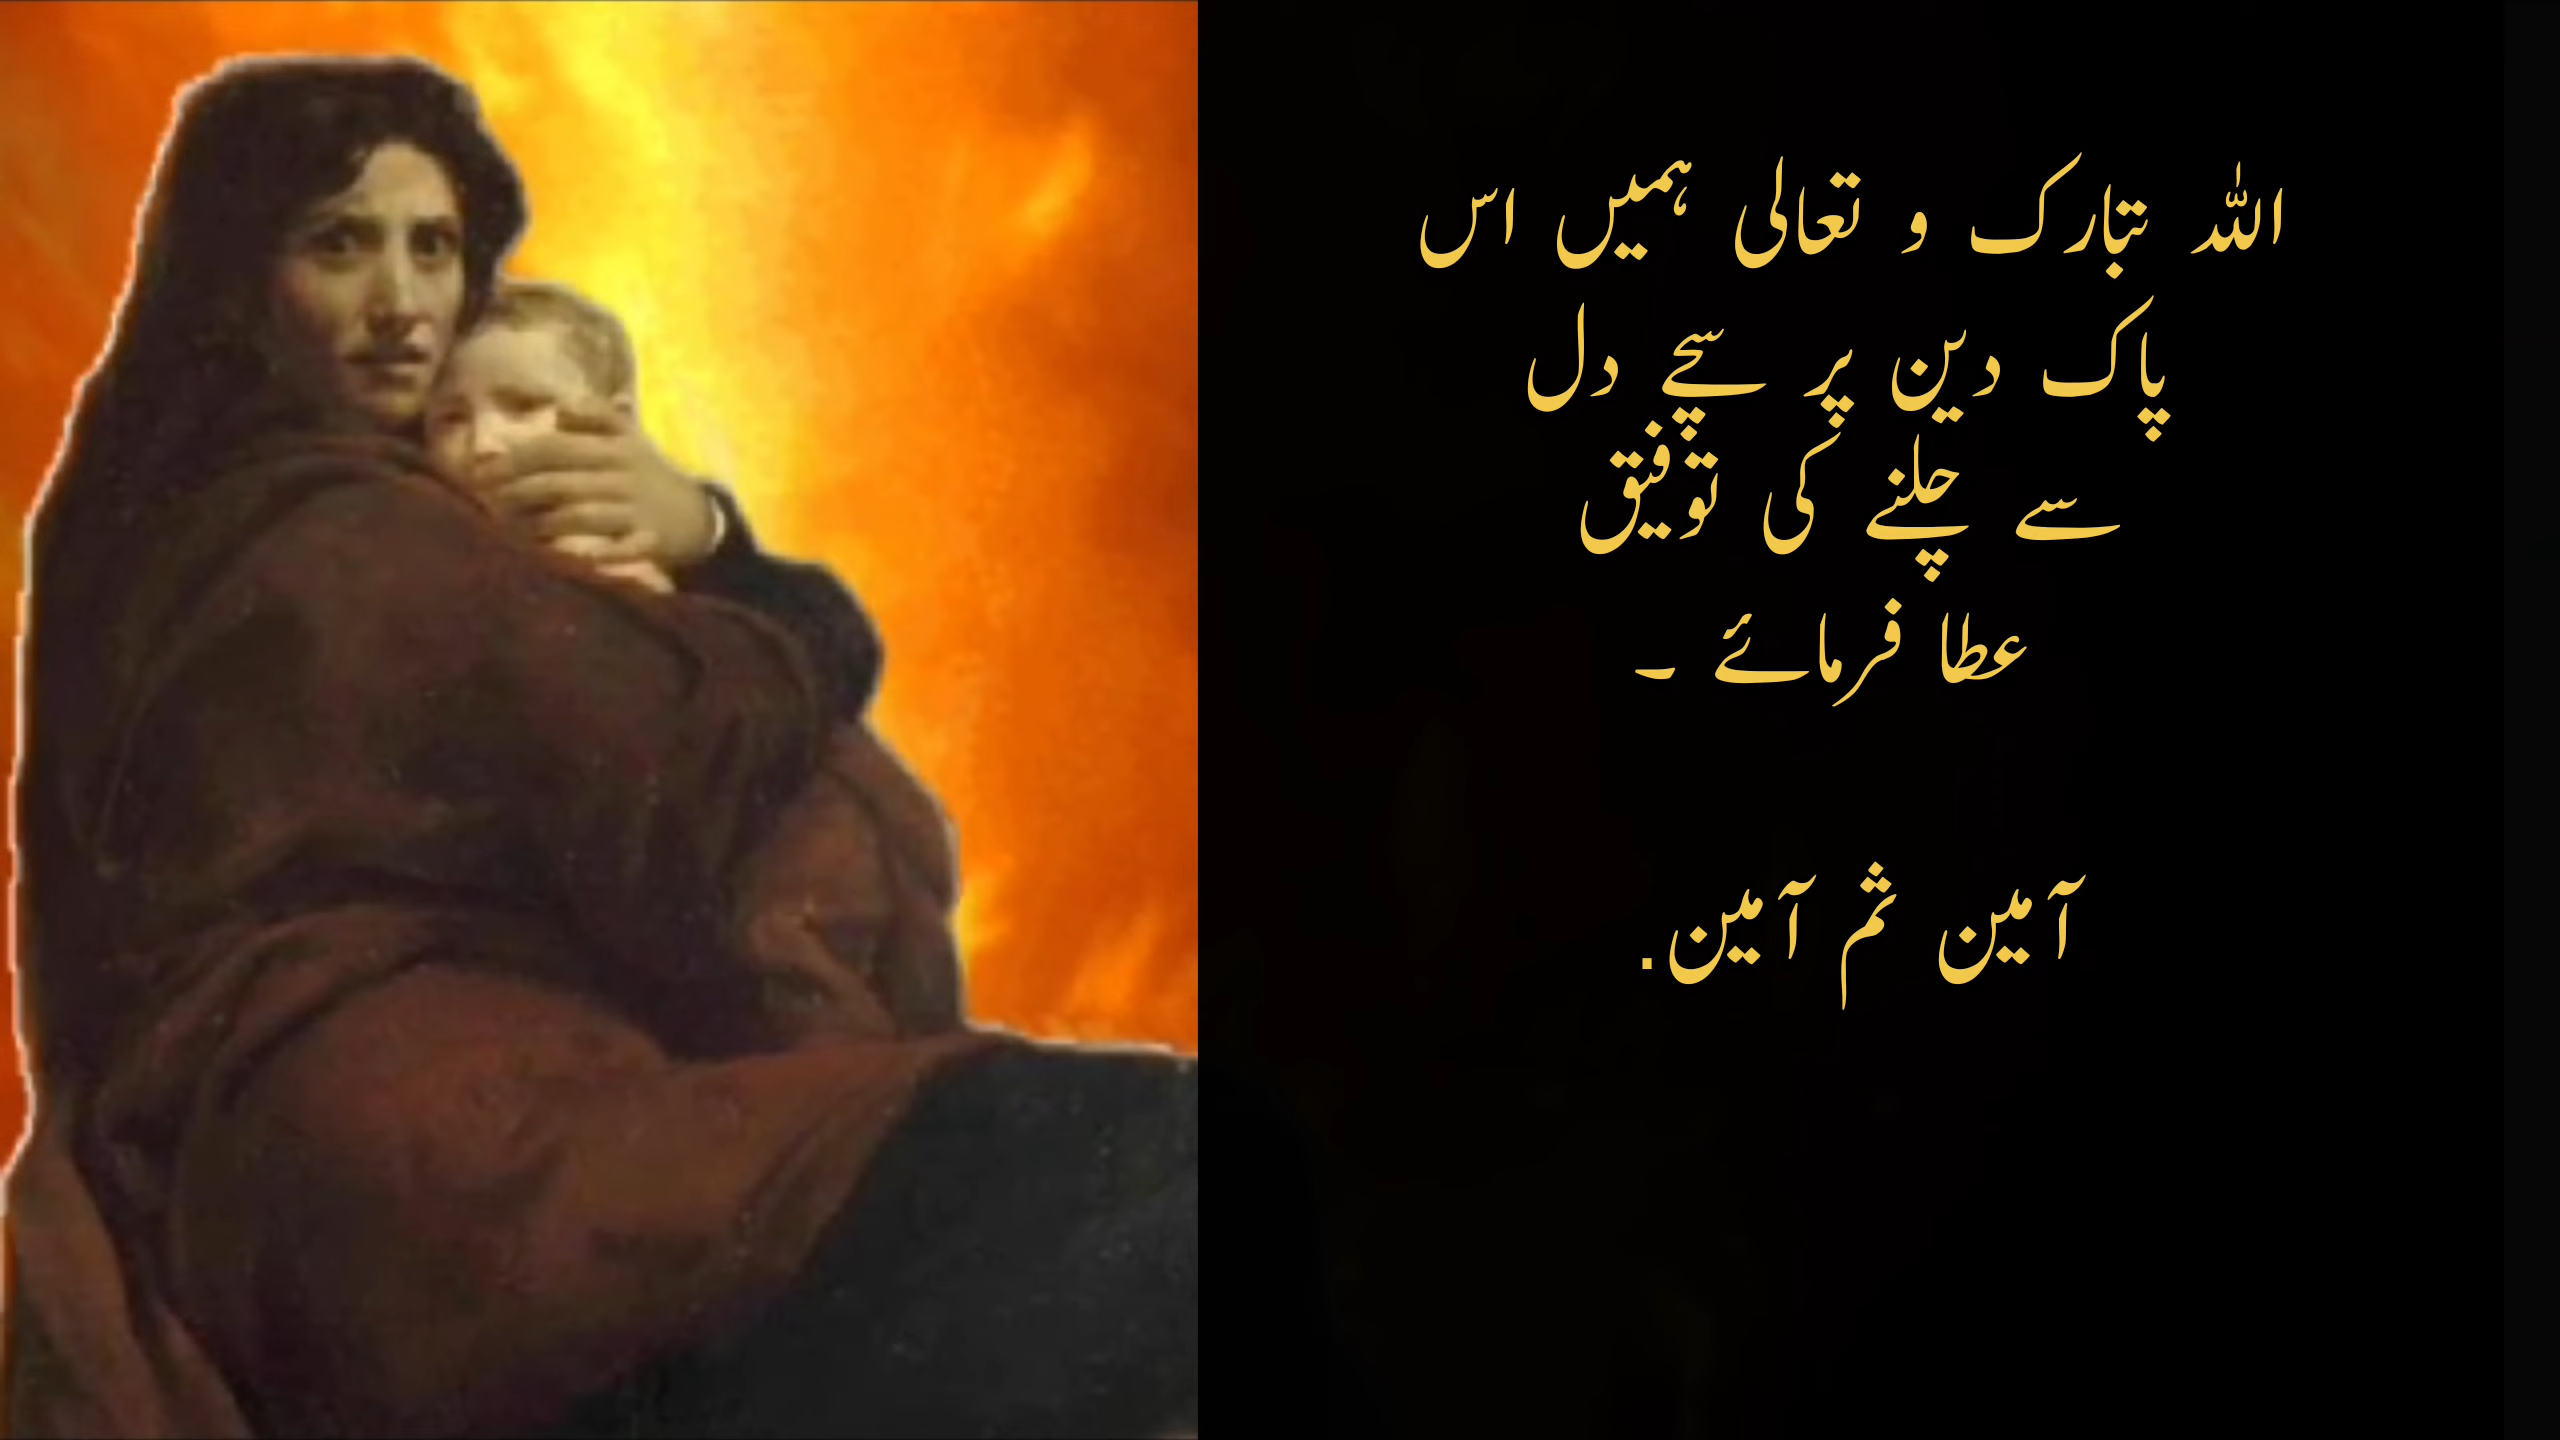 اللہ تبارک و تعالی ہمیں اس
پاک دین پر سچے دل
سے چلنے کی توفیق
عطا فرمائے ۔
آمین ثم آمین.